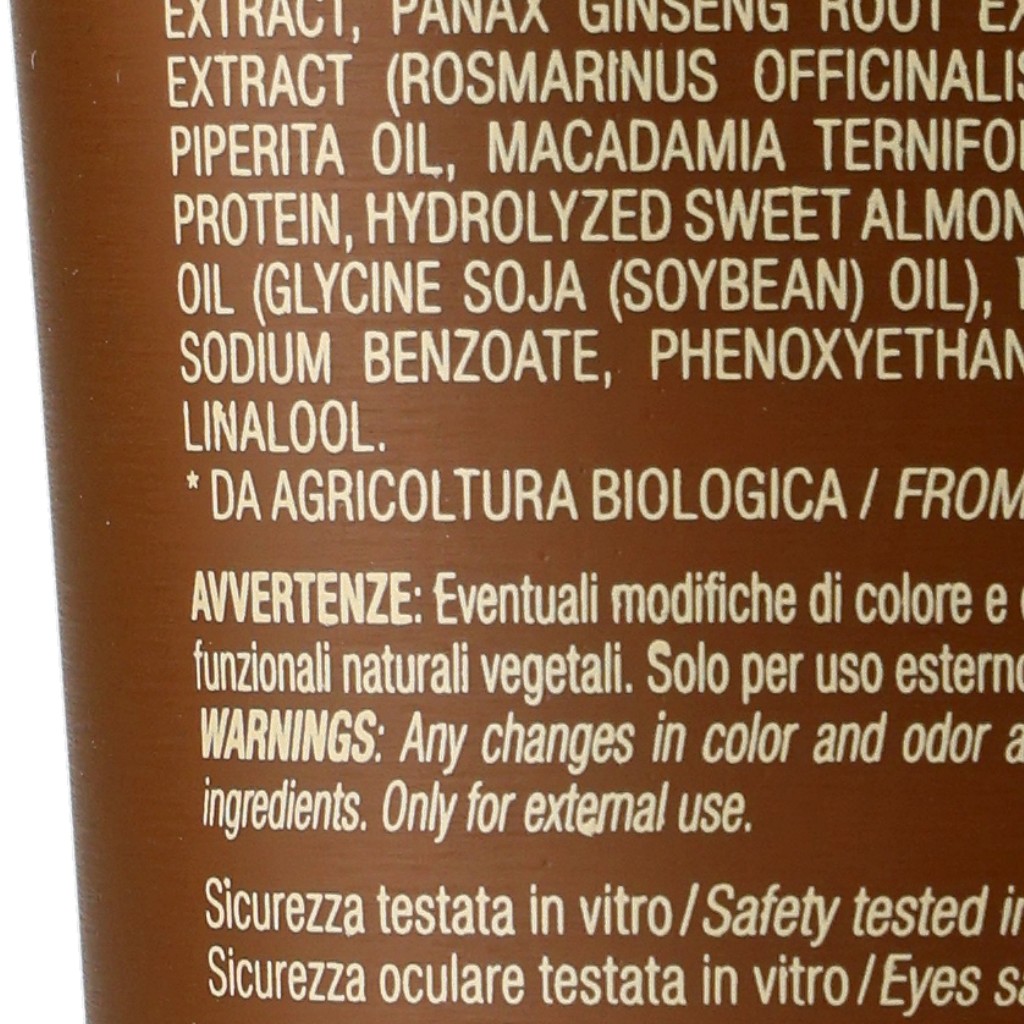 EXTRACT, PANAX GINSENG ROOT
EXTRACT (ROSMARINUS OFFICINALIS
PIPERITA OIL, MACADAMIA
PROTEIN, HYDROLYZED SWEET
OIL (GLYCINE SOJA (SOYBEAN) OIL),
SODIUM BENZOATE,
LINALOOL.
* DA AGRICOLTURA BIOLOGICA / FROM
AVVERTENZE: Eventuali modifiche di colore e
funzionali naturali vegetali. Solo per uso esterno
WARNINGS: Any changes in color and odor
ingredients. Only for external use.
Sicurezza testata in vitro / Safety tested
Sicurezza oculare testata in vitro / Eyes